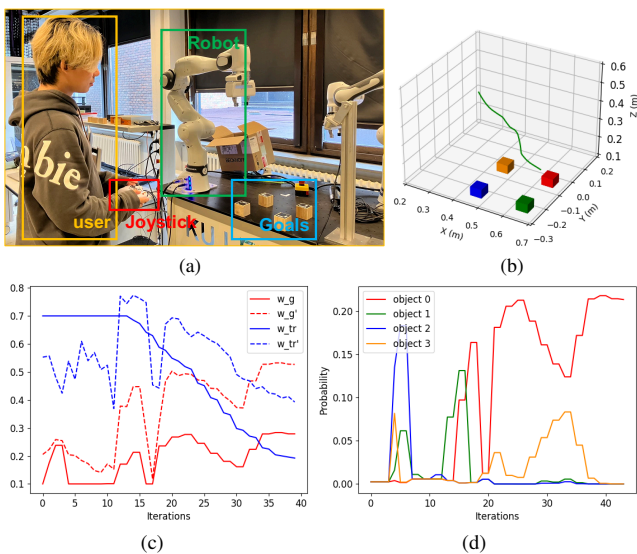 Robot
bie
user
Joystick
Goals
(a)
0.6
0.5
0.4
0.3
0.2
0.1
Z (m)
0.2
0.3
0.4
0.5
0.6
0.7
X (m)
−0.3
−0.2
−0.1
0.0
0.1
0.2
Y (m)
(b)
0.8
0.7
0.6
0.5
0.4
0.3
0.2
0.1
w_g
w_g'
w_tr
w_tr'
0 5 10 15 20 25 30 35 40
Iterations
(c)
0.20
0.15
0.10
0.05
0.00
Probability
object 0
object 1
object 2
object 3
0 10 20 30 40
Iterations
(d)